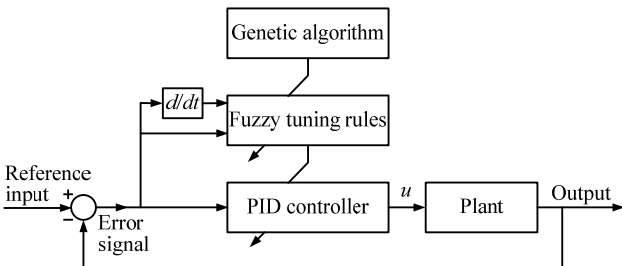 Genetic algorithm
d/dt
Fuzzy tuning rules
Reference
input
+
−
Error
signal
PID controller
u
Plant
Output